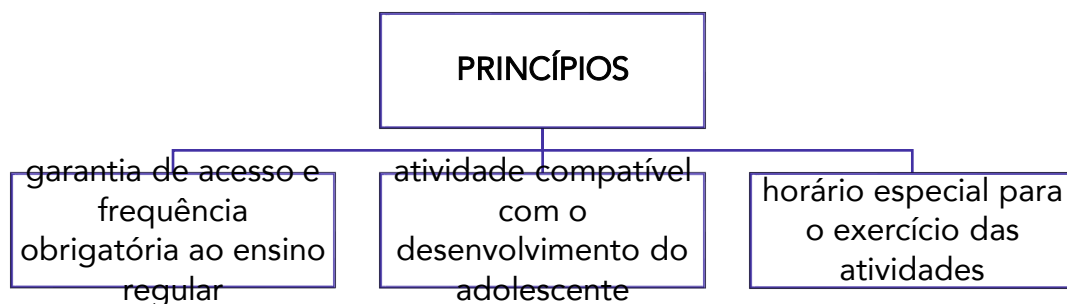 PRINCÍPIOS
garantia de acesso e
frequência
obrigatória ao ensino
regular
atividade compatível
com o
desenvolvimento do
adolescente
horário especial para
o exercício das
atividades